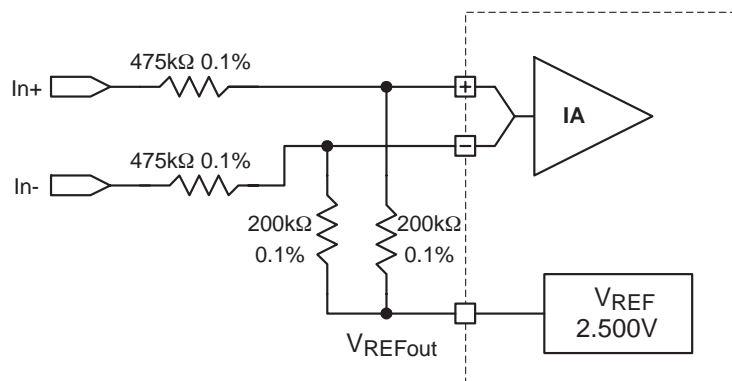 475kΩ 0.1%
In+
+
IA
−
475kΩ 0.1%
In-
200kΩ
0.1%
200kΩ
0.1%
VREF
2.500V
VREFout